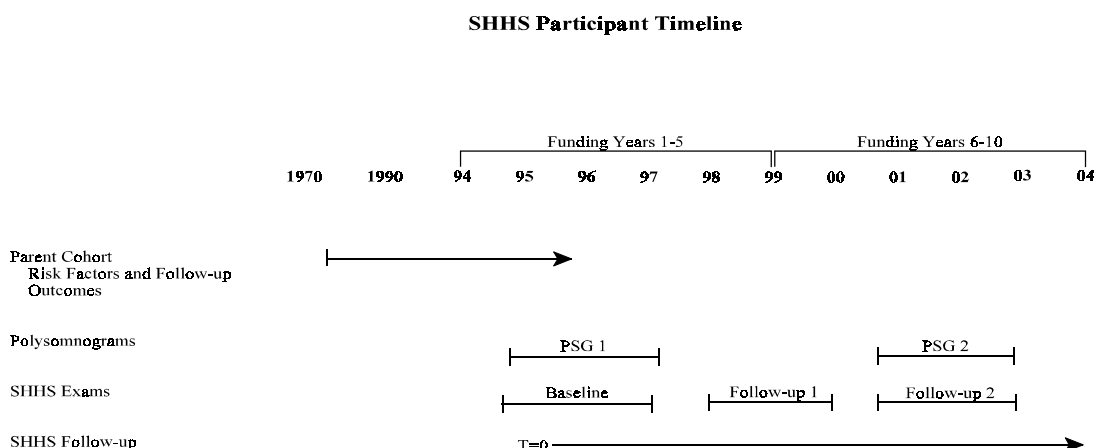 SHHS Participant Timeline
Funding Years 1-5 Funding Years 6-10
1970 1990 94 95 96 97 98 99 00 01 02 03 04
Parent Cohort
Risk Factors and Follow-up
Outcomes
Polysomnograms PSG 1 PSG 2
SHHS Exams Baseline Follow-up 1 Follow-up 2
SHHS Follow-up T=0